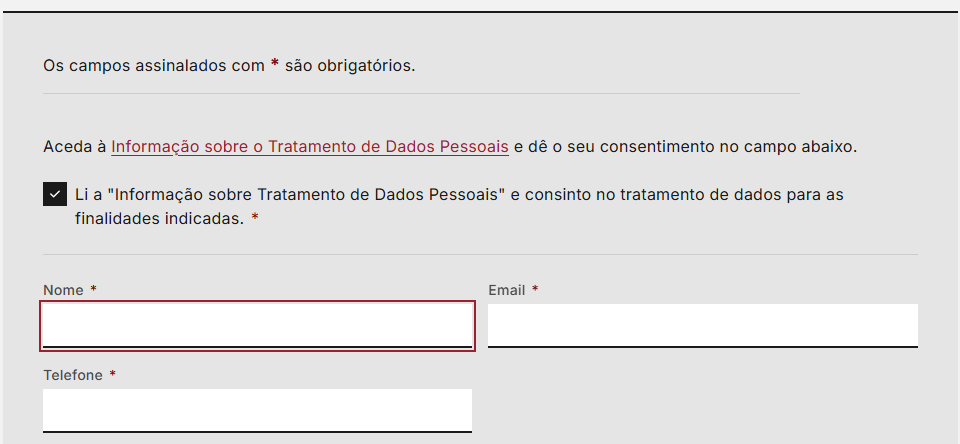 Os campos assinalados com * são obrigatórios.
Aceda à Informação sobre o Tratamento de Dados Pessoais e dê o seu consentimento no campo abaixo.
Li a "Informação sobre Tratamento de Dados Pessoais" e consinto no tratamento de dados para as
finalidades indicadas. *
Nome *
Email *
Telefone *